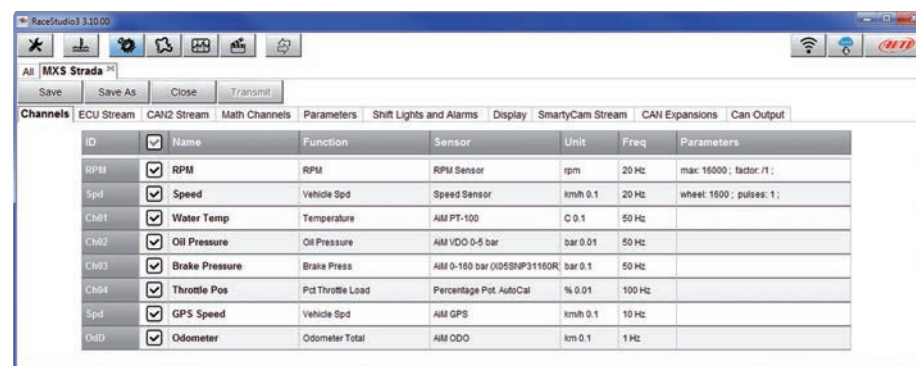 RaceStudio3 3.10.00
AiM
All MXS Strada
Save Save As Close Transmit
Channels ECU Stream CAN2 Stream Math Channels Parameters Shift Lights and Alarms Display SmartyCam Stream CAN Expansions Can Output
ID Name Function Sensor Unit Freq Parameters
RPM RPM RPM RPM Sensor rpm 20 Hz max: 16000 ; factor: /1 ;
Spd Speed Vehicle Spd Speed Sensor km/h 0.1 20 Hz wheel: 1600 ; pulses: 1 ;
Ch01 Water Temp Temperature AiM PT-100 C 0.1 50 Hz
Ch02 Oil Pressure Oil Pressure AiM VDO 0-5 bar bar 0.01 50 Hz
Ch03 Brake Pressure Brake Press AiM 0-160 bar (X05SNP31160R) bar 0.1 50 Hz
Ch04 Throttle Pos Pct Throttle Load Percentage Pot. AutoCal % 0.01 100 Hz
Spd GPS Speed Vehicle Spd AiM GPS km/h 0.1 10 Hz
OdD Odometer Odometer Total AiM ODO km 0.1 1 Hz